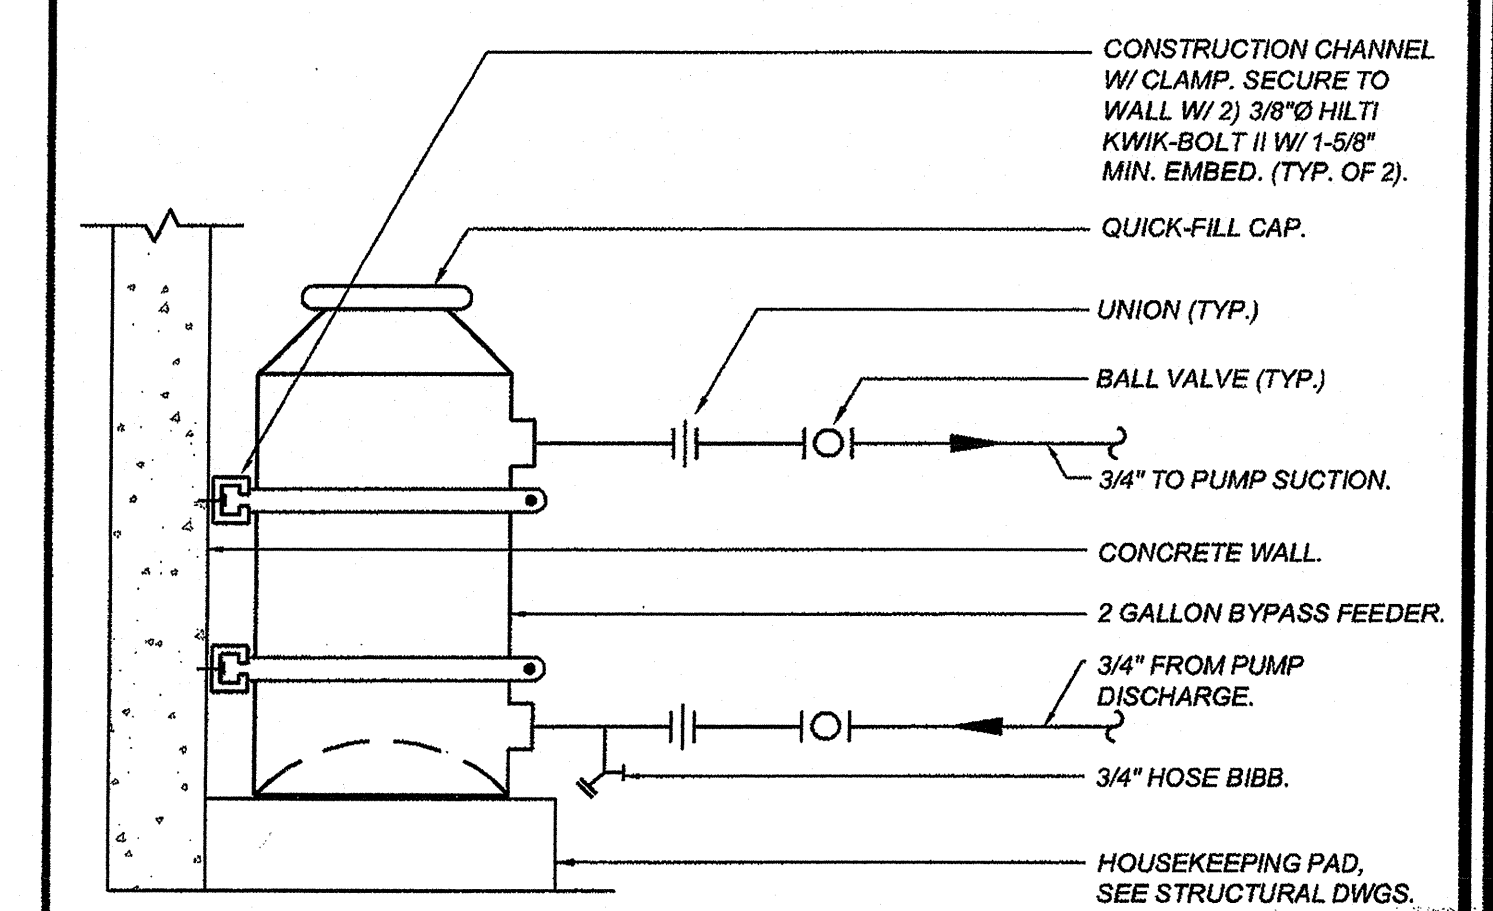 CONSTRUCTION CHANNEL
W/ CLAMP. SECURE TO
WALL W/ 2) 3/8"Ø HILTI
KWIK-BOLT II W/ 1-5/8"
MIN. EMBED. (TYP. OF 2).
QUICK-FILL CAP.
UNION (TYP.)
BALL VALVE (TYP.)
3/4" TO PUMP SUCTION.
CONCRETE WALL.
2 GALLON BYPASS FEEDER.
3/4" FROM PUMP
DISCHARGE.
3/4" HOSE BIBB.
HOUSEKEEPING PAD,
SEE STRUCTURAL DWGS.